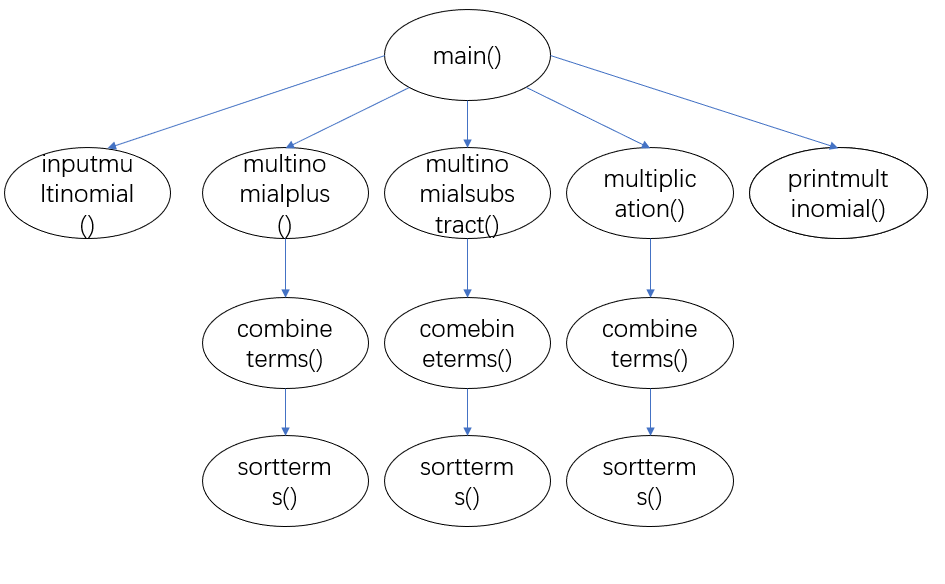 main()
inputmu
ltinomial
()
multino
mialplus
()
multino
mialsubs
tract()
multiplic
ation()
printmult
inomial()
combine
terms()
comebin
eterms()
combine
terms()
sortterm
s()
sortterm
s()
sortterm
s()